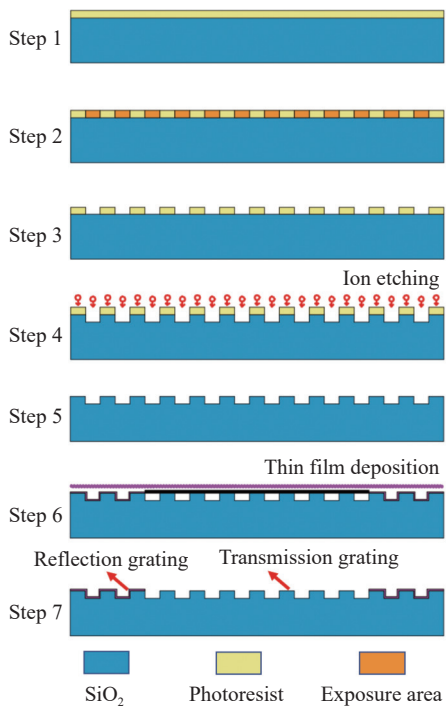 Step 1
Step 2
Step 3
Ion etching
Step 4
Step 5
Thin film deposition
Step 6
Reflection grating
Transmission grating
Step 7
SiO₂
Photoresist
Exposure area